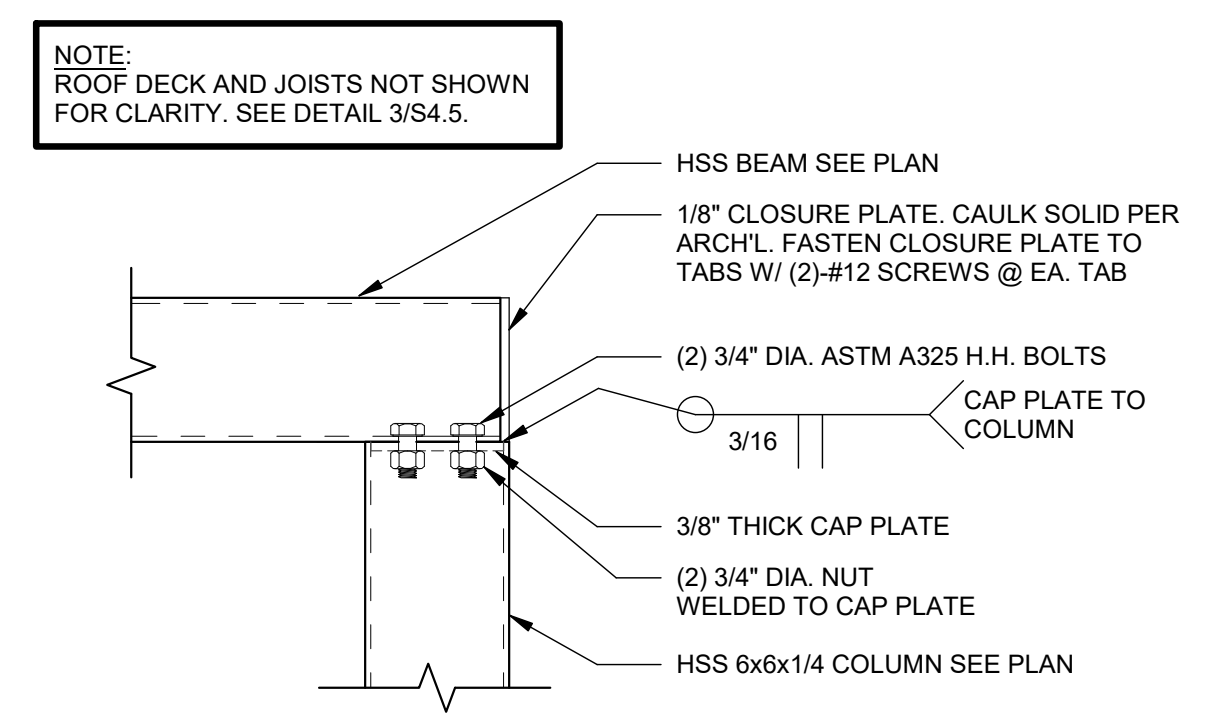 NOTE:
ROOF DECK AND JOISTS NOT SHOWN
FOR CLARITY. SEE DETAIL 3/S4.5.
HSS BEAM SEE PLAN
1/8" CLOSURE PLATE. CAULK SOLID PER
ARCH'L. FASTEN CLOSURE PLATE TO
TABS W/ (2)-#12 SCREWS @ EA. TAB
(2) 3/4" DIA. ASTM A325 H.H. BOLTS
CAP PLATE TO
COLUMN
3/16
3/8" THICK CAP PLATE
(2) 3/4" DIA. NUT
WELDED TO CAP PLATE
HSS 6x6x1/4 COLUMN SEE PLAN